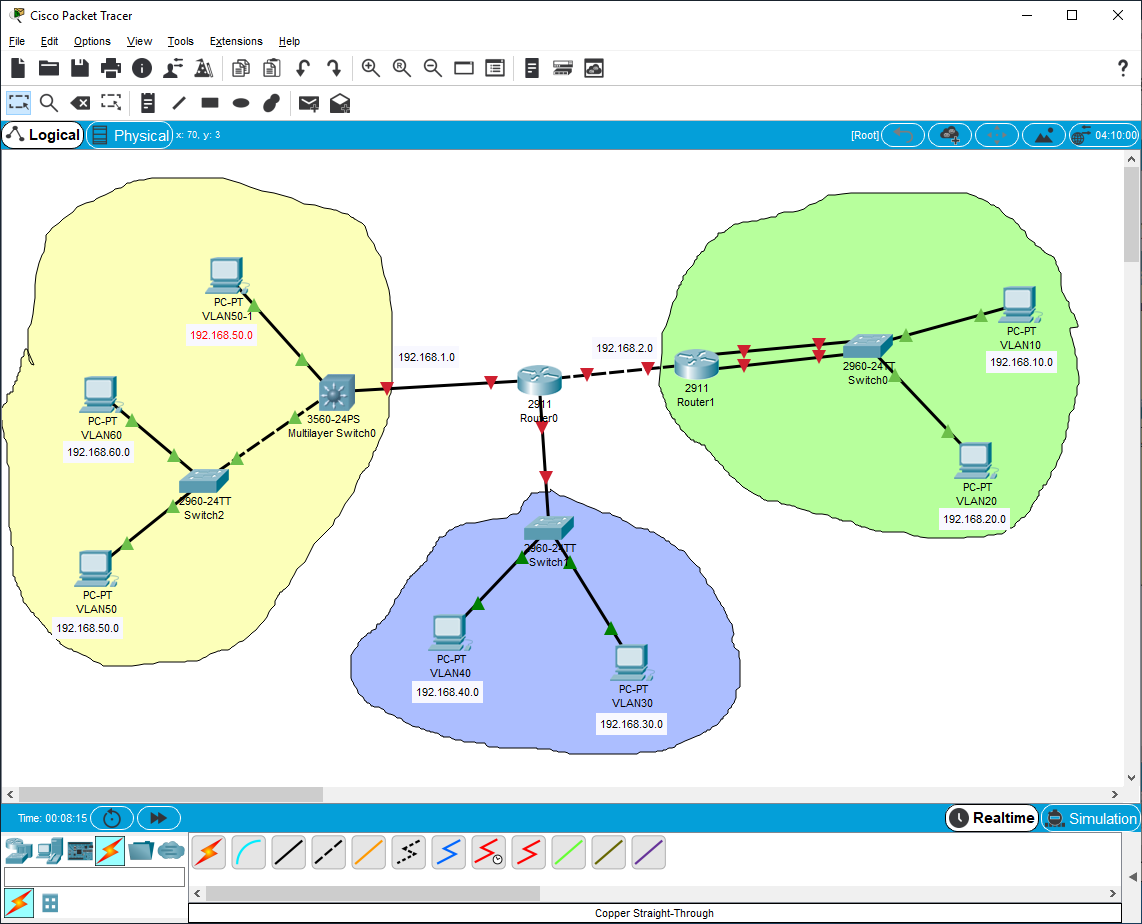 Cisco Packet Tracer
File Edit Options View Tools Extensions Help
Logical Physical x: 70, y: 3 [Root] 04:10:00
PC-PT
VLAN50-1
192.168.50.0
PC-PT
VLAN60
192.168.60.0
3560-24PS
Multilayer Switch0
2960-24TT
Switch2
PC-PT
VLAN50
192.168.50.0
192.168.1.0
2911
Router0
192.168.2.0
2911
Router1
2960-24TT
Switch0
PC-PT
VLAN10
192.168.10.0
PC-PT
VLAN20
192.168.20.0
2960-24TT
Switch1
PC-PT
VLAN40
192.168.40.0
PC-PT
VLAN30
192.168.30.0
Time: 00:08:15 Realtime Simulation
Copper Straight-Through